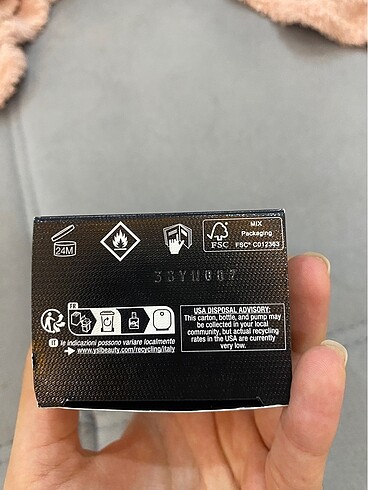 24M
FSC
MIX
Packaging
FSC® C012363
FR
USA DISPOSAL ADVISORY:
This carton, bottle, and pump may
be collected in your local
community, but actual recycling
rates in the USA are currently
very low.
IT le indicazioni possono variare localmente
www.yslbeauty.com/recycling/italy